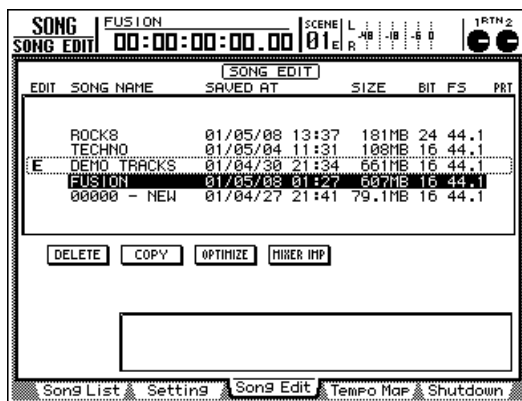 SONG FUSION SCENE L 1RTN2
SONG EDIT 00:00:00:00.00 01E R -48 -18 -6 0
SONG EDIT
EDIT SONG NAME SAVED AT SIZE BIT FS PRT
ROCK8 01/05/08 13:37 181MB 24 44.1
TECHNO 01/05/04 11:31 108MB 16 44.1
E DEMO TRACKS 01/04/30 21:34 661MB 16 44.1
FUSION 01/05/08 01:27 607MB 16 44.1
00000 - NEW 01/04/27 21:41 79.1MB 16 44.1
DELETE COPY OPTIMIZE MIXER IMP
Song List Setting Song Edit Tempo Map Shutdown